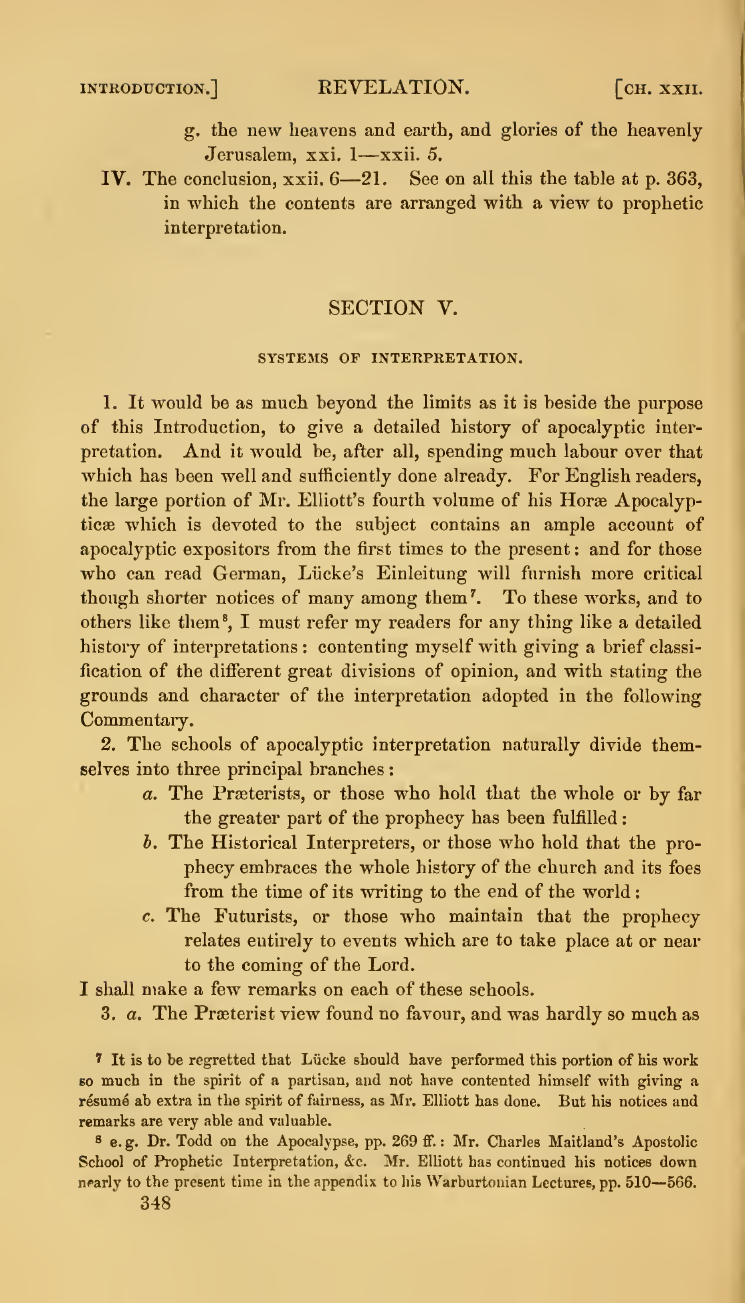 INTRODUCTION.] REVELATION. [CH. XXII.
g. the new heavens and earth, and glories of the heavenly
Jerusalem, xxi. 1—xxii. 5.
IV. The conclusion, xxii. 6—21. See on all this the table at p. 363,
in which the contents are arranged with a view to prophetic
interpretation.
SECTION V.
SYSTEMS OF INTERPRETATION.
1. It would be as much beyond the limits as it is beside the purpose
of this Introduction, to give a detailed history of apocalyptic inter-
pretation. And it would be, after all, spending much labour over that
which has been well and sufficiently done already. For English readers,
the large portion of Mr. Elliott's fourth volume of his Horæ Apocalyp-
ticæ which is devoted to the subject contains an ample account of
apocalyptic expositors from the first times to the present: and for those
who can read German, Lücke's Einleitung will furnish more critical
though shorter notices of many among them⁷. To these works, and to
others like them⁸, I must refer my readers for any thing like a detailed
history of interpretations: contenting myself with giving a brief classi-
fication of the different great divisions of opinion, and with stating the
grounds and character of the interpretation adopted in the following
Commentary.
2. The schools of apocalyptic interpretation naturally divide them-
selves into three principal branches:
a. The Præterists, or those who hold that the whole or by far
the greater part of the prophecy has been fulfilled:
b. The Historical Interpreters, or those who hold that the pro-
phecy embraces the whole history of the church and its foes
from the time of its writing to the end of the world:
c. The Futurists, or those who maintain that the prophecy
relates entirely to events which are to take place at or near
to the coming of the Lord.
I shall make a few remarks on each of these schools.
3. a. The Præterist view found no favour, and was hardly so much as
⁷ It is to be regretted that Lücke should have performed this portion of his work
so much in the spirit of a partisan, and not have contented himself with giving a
résumé ab extra in the spirit of fairness, as Mr. Elliott has done. But his notices and
remarks are very able and valuable.
⁸ e. g. Dr. Todd on the Apocalypse, pp. 269 ff.: Mr. Charles Maitland's Apostolic
School of Prophetic Interpretation, &c. Mr. Elliott has continued his notices down
nearly to the present time in the appendix to his Warburtonian Lectures, pp. 510—566.
348